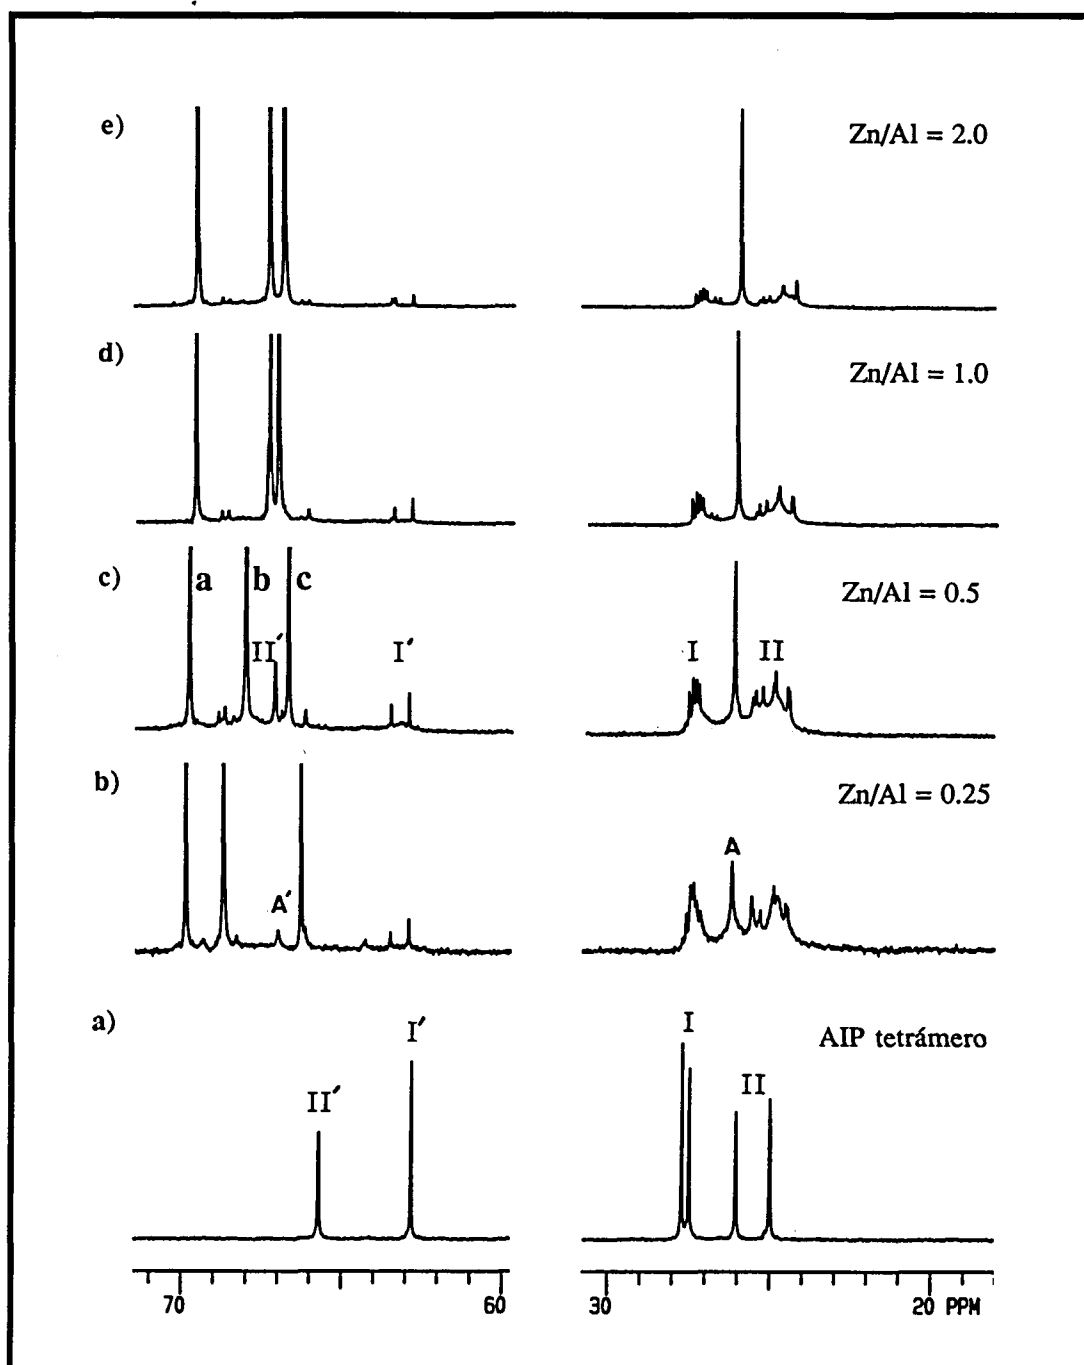 e)
Zn/Al = 2.0
d)
Zn/Al = 1.0
c)
a b c
II′ I′
I II
Zn/Al = 0.5
b)
A′
A
Zn/Al = 0.25
a)
II′
I′
I
II
AIP tetrámero
70 60 30 20 PPM